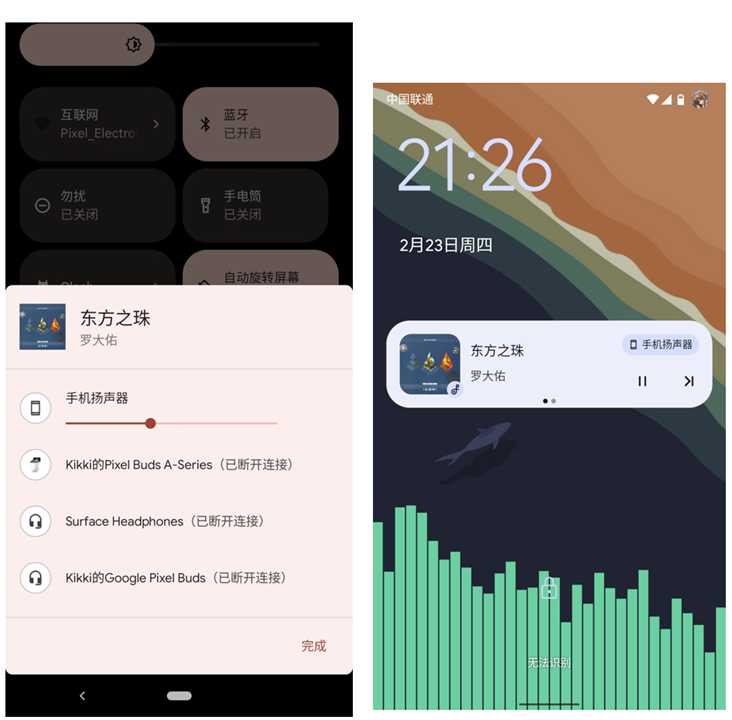 互联网
Pixel_Electro
蓝牙
已开启
勿扰
已关闭
手电筒
已关闭
Clash
自动旋转屏幕
东方之珠
罗大佑
手机扬声器
Kikki的Pixel Buds A-Series（已断开连接）
Surface Headphones（已断开连接）
Kikki的Google Pixel Buds（已断开连接）
完成
中国联通
21:26
2月23日周四
东方之珠
手机扬声器
罗大佑
无法识别